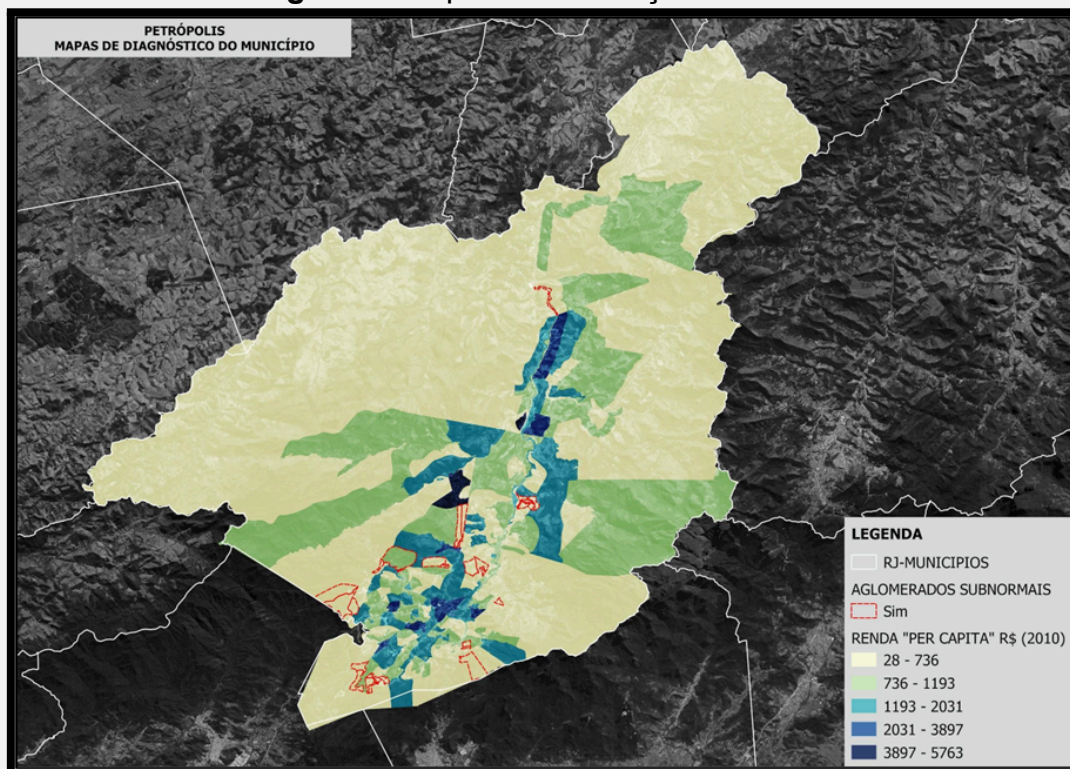 PETRÓPOLIS
MAPAS DE DIAGNÓSTICO DO MUNICÍPIO
LEGENDA
RJ-MUNICIPIOS
AGLOMERADOS SUBNORMAIS
Sim
RENDA "PER CAPITA" R$ (2010)
28 - 736
736 - 1193
1193 - 2031
2031 - 3897
3897 - 5763